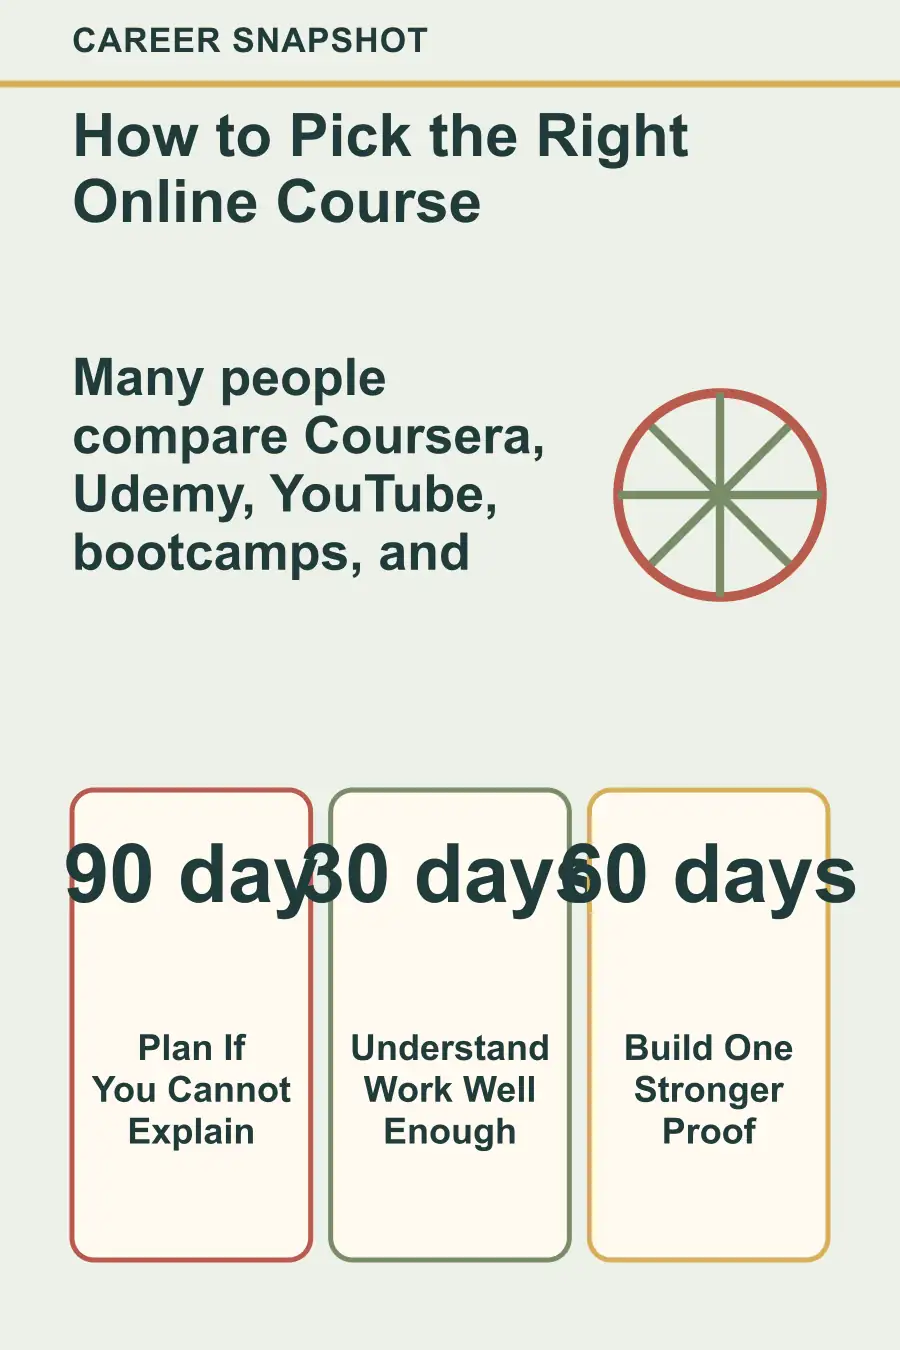 CAREER SNAPSHOT
How to Pick the Right
Online Course
Many people
compare Coursera,
Udemy, YouTube,
bootcamps, and
90 days
30 days
60 days
Plan If
You Cannot
Explain
Understand
Work Well
Enough
Build One
Stronger
Proof